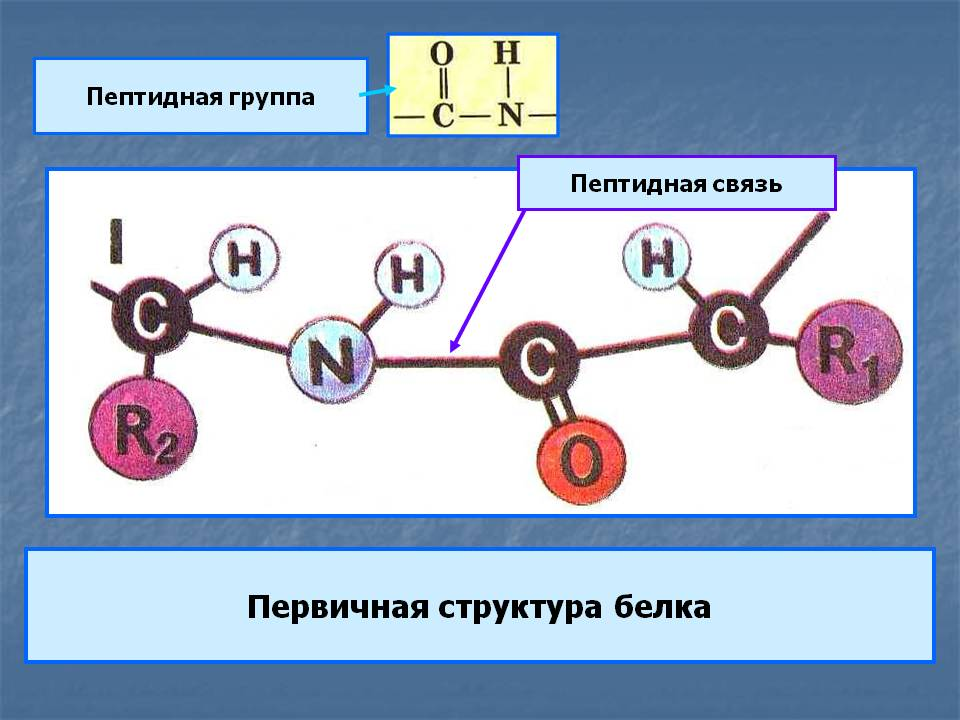 Пептидная группа
O H
—C—N—
Пептидная связь
I
H
H
H
C
N
C
C
R1
R2
O
Первичная структура белка